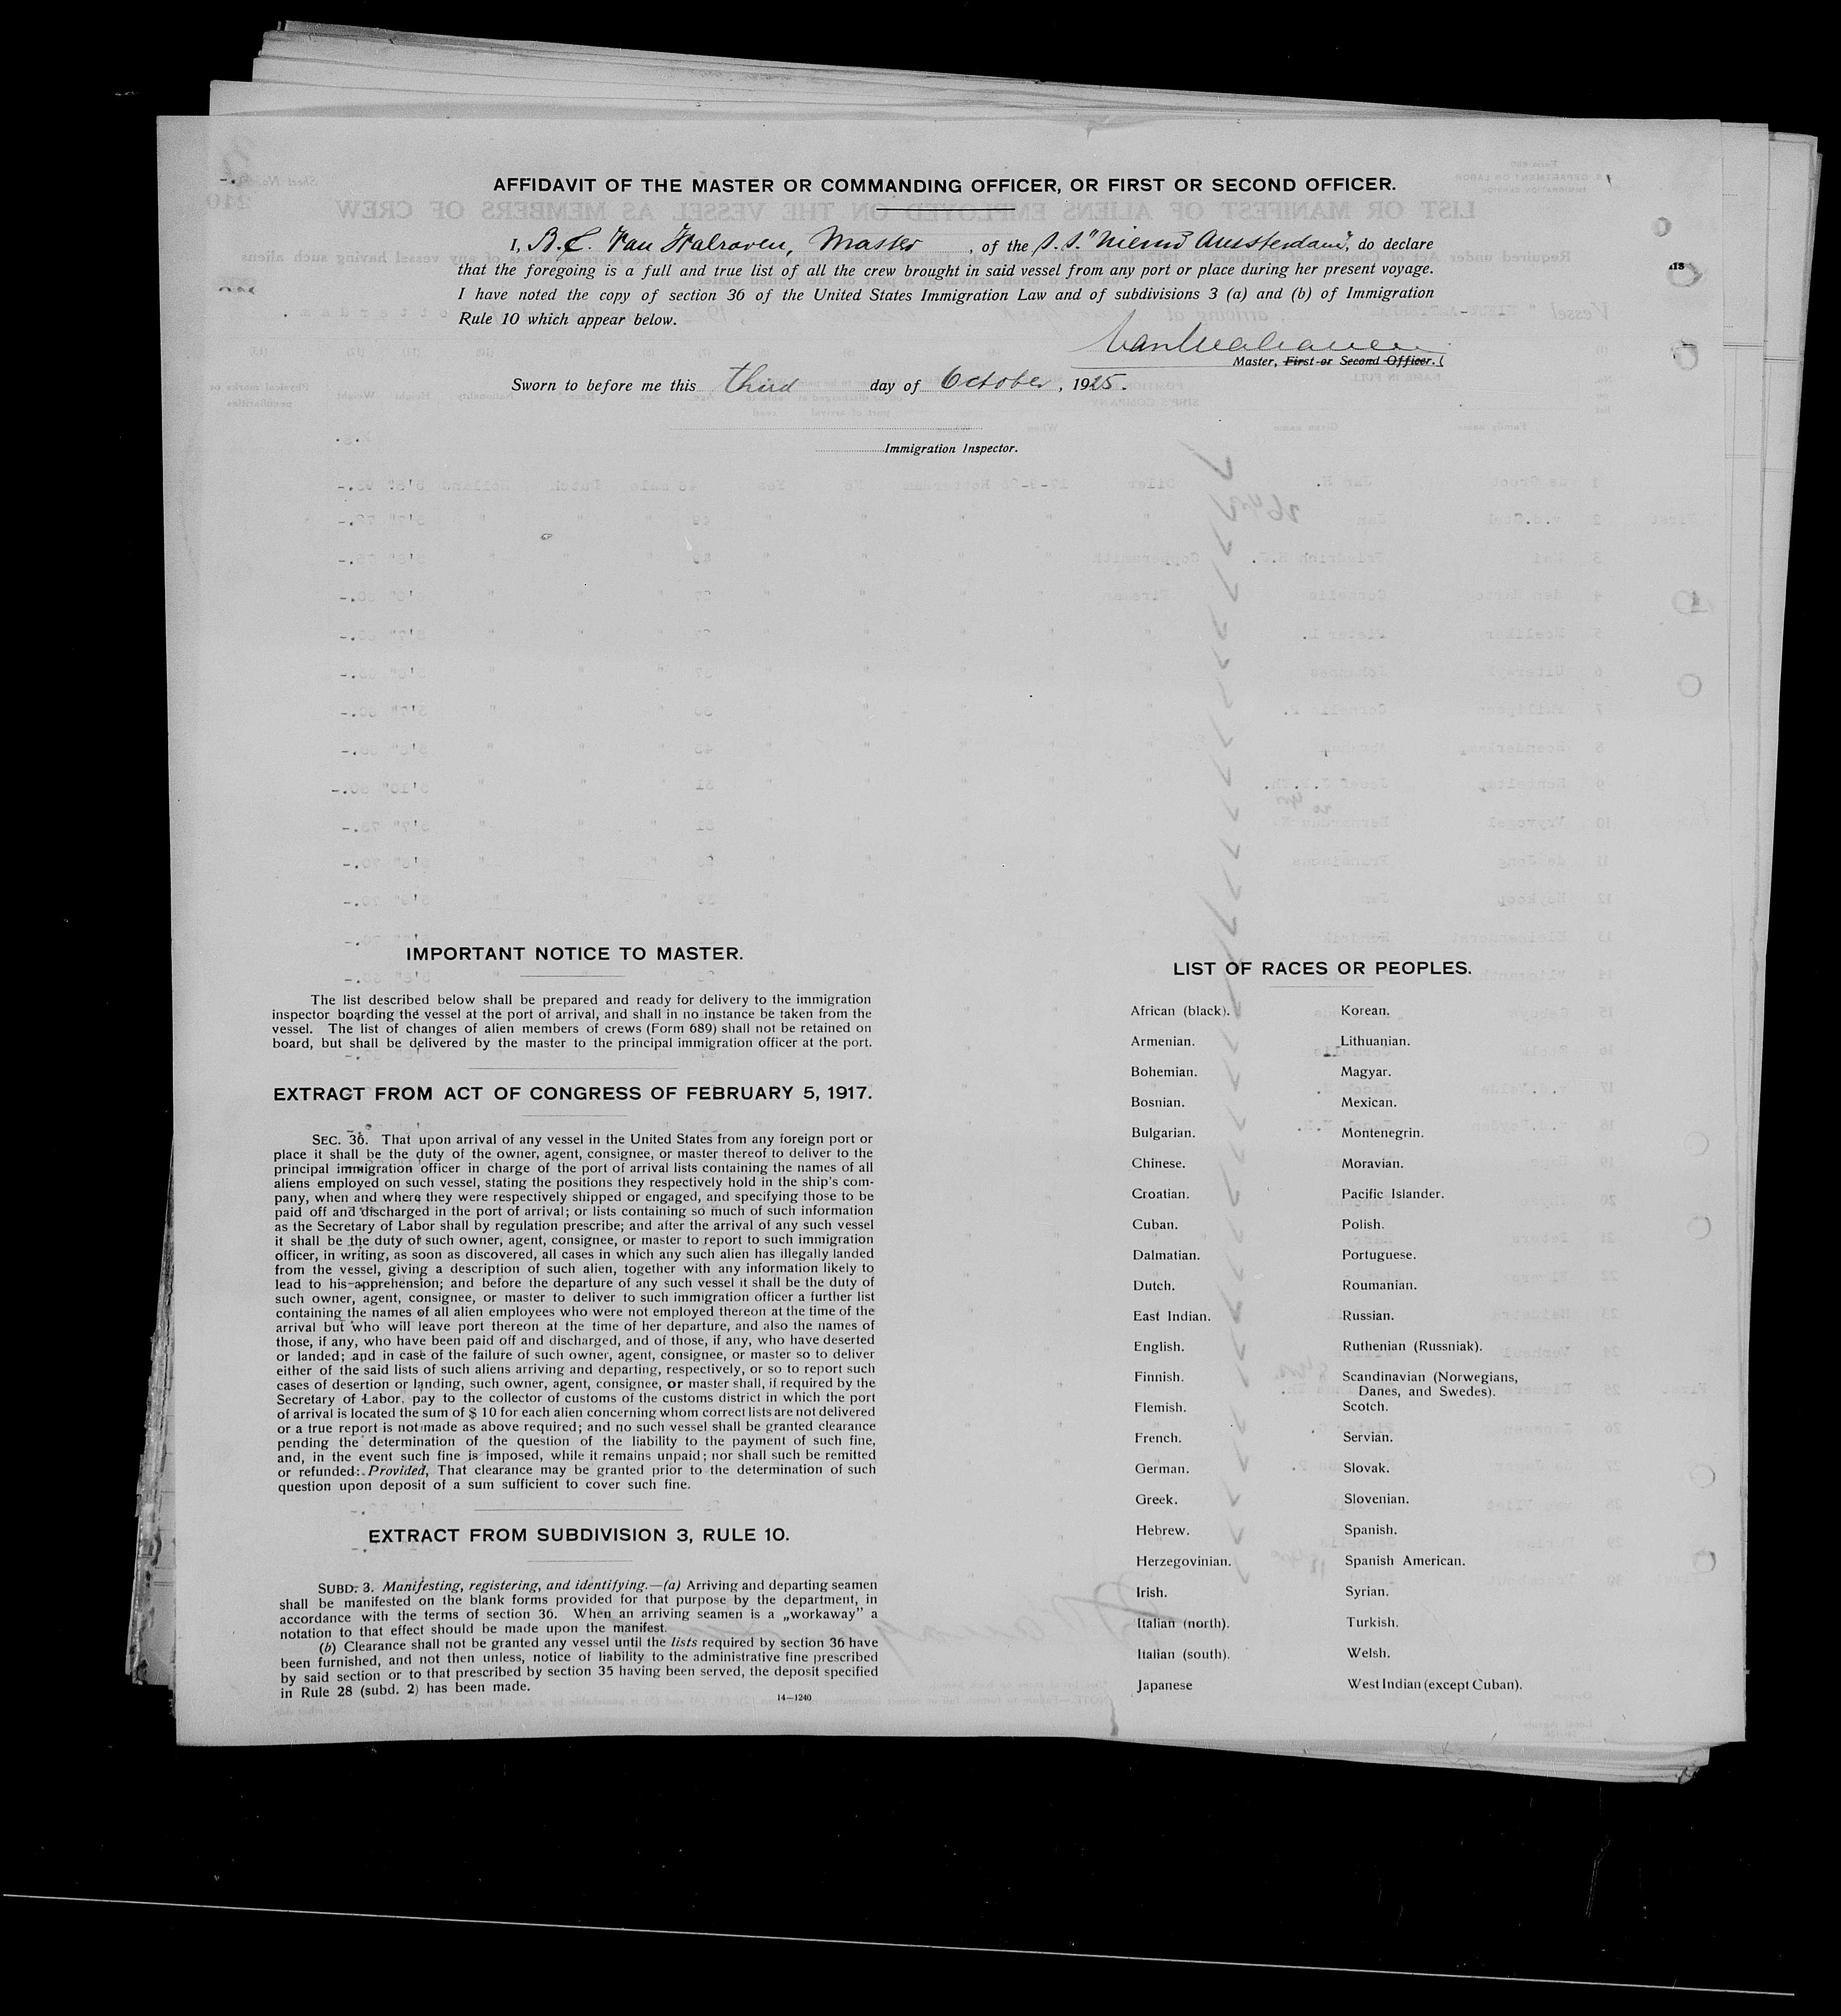 AFFIDAVIT OF THE MASTER OR COMMANDING OFFICER, OR FIRST OR SECOND OFFICER.
I, B.C. Van Walraven, Master, of the S.S. "Nieuw Amsterdam", do declare
that the foregoing is a full and true list of all the crew brought in said vessel from any port or place during her present voyage.
I have noted the copy of section 36 of the United States Immigration Law and of subdivisions 3 (a) and (b) of Immigration
Rule 10 which appear below.
Master, First or Second Officer.
Sworn to before me this third day of October, 1925.
Immigration Inspector.
IMPORTANT NOTICE TO MASTER.
The list described below shall be prepared and ready for delivery to the immigration
inspector boarding the vessel at the port of arrival, and shall in no instance be taken from the
vessel. The list of changes of alien members of crews (Form 689) shall not be retained on
board, but shall be delivered by the master to the principal immigration officer at the port.
EXTRACT FROM ACT OF CONGRESS OF FEBRUARY 5, 1917.
SEC. 36. That upon arrival of any vessel in the United States from any foreign port or
place it shall be the duty of the owner, agent, consignee, or master thereof to deliver to the
principal immigration officer in charge of the port of arrival lists containing the names of all
aliens employed on such vessel, stating the positions they respectively hold in the ship's com-
pany, when and where they were respectively shipped or engaged, and specifying those to be
paid off and discharged in the port of arrival; or lists containing so much of such information
as the Secretary of Labor shall by regulation prescribe; and after the arrival of any such vessel
it shall be the duty of such owner, agent, consignee, or master to report to such immigration
officer, in writing, as soon as discovered, all cases in which any such alien has illegally landed
from the vessel, giving a description of such alien, together with any information likely to
lead to his apprehension; and before the departure of any such vessel it shall be the duty of
such owner, agent, consignee, or master to deliver to such immigration officer a further list
containing the names of all alien employees who were not employed thereon at the time of the
arrival but who will leave port thereon at the time of her departure, and also the names of
those, if any, who have been paid off and discharged, and of those, if any, who have deserted
or landed; and in case of the failure of such owner, agent, consignee, or master so to deliver
either of the said lists of such aliens arriving and departing, respectively, or so to report such
cases of desertion or landing, such owner, agent, consignee, or master shall, if required by the
Secretary of Labor, pay to the collector of customs of the customs district in which the port
of arrival is located the sum of $ 10 for each alien concerning whom correct lists are not delivered
or a true report is not made as above required; and no such vessel shall be granted clearance
pending the determination of the question of the liability to the payment of such fine,
and, in the event such fine is imposed, while it remains unpaid; nor shall such be remitted
or refunded: Provided, That clearance may be granted prior to the determination of such
question upon deposit of a sum sufficient to cover such fine.
EXTRACT FROM SUBDIVISION 3, RULE 10.
SUBD. 3. Manifesting, registering, and identifying.—(a) Arriving and departing seamen
shall be manifested on the blank forms provided for that purpose by the department, in
accordance with the terms of section 36. When an arriving seamen is a „workaway” a
notation to that effect should be made upon the manifest.
(b) Clearance shall not be granted any vessel until the lists required by section 36 have
been furnished, and not then unless, notice of liability to the administrative fine prescribed
by said section or to that prescribed by section 35 having been served, the deposit specified
in Rule 28 (subd. 2) has been made.
14—1240
LIST OF RACES OR PEOPLES.
African (black).
Armenian.
Bohemian.
Bosnian.
Bulgarian.
Chinese.
Croatian.
Cuban.
Dalmatian.
Dutch.
East Indian.
English.
Finnish.
Flemish.
French.
German.
Greek.
Hebrew.
Herzegovinian.
Irish.
Italian (north).
Italian (south).
Japanese
Korean.
Lithuanian.
Magyar.
Mexican.
Montenegrin.
Moravian.
Pacific Islander.
Polish.
Portuguese.
Roumanian.
Russian.
Ruthenian (Russniak).
Scandinavian (Norwegians,
Danes, and Swedes).
Scotch.
Servian.
Slovak.
Slovenian.
Spanish.
Spanish American.
Syrian.
Turkish.
Welsh.
West Indian (except Cuban).